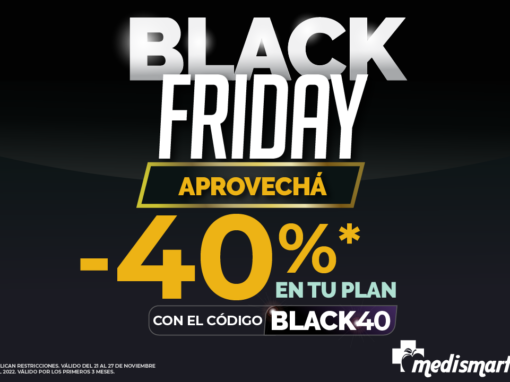 BLACK
FRIDAY
APROVECHÁ
-40%*
EN TU PLAN
CON EL CÓDIGO BLACK40
LICAN RESTRICCIONES. VÁLIDO DEL 21 AL 27 DE NOVIEMBRE
L 2022. VÁLIDO POR LOS PRIMEROS 3 MESES.
medismart